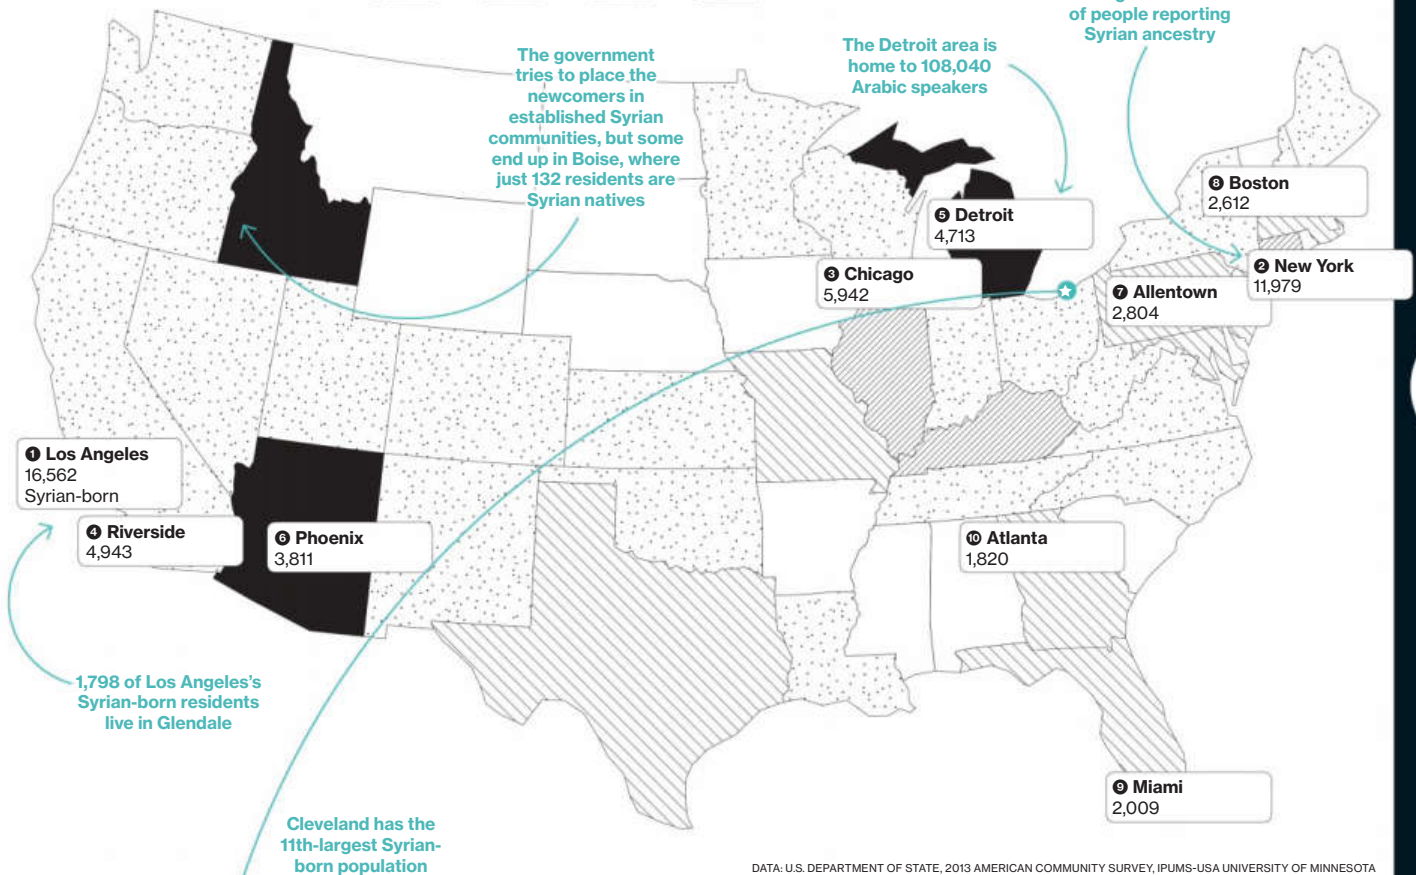 of people reporting
Syrian ancestry
The government
tries to place the
newcomers in
established Syrian
communities, but some
end up in Boise, where
just 132 residents are
Syrian natives
The Detroit area is
home to 108,040
Arabic speakers
8 Boston
2,612
5 Detroit
4,713
3 Chicago
5,942
2 New York
11,979
7 Allentown
2,804
1 Los Angeles
16,562
Syrian-born
4 Riverside
4,943
6 Phoenix
3,811
10 Atlanta
1,820
1,798 of Los Angeles's
Syrian-born residents
live in Glendale
9 Miami
2,009
Cleveland has the
11th-largest Syrian-
born population
DATA: U.S. DEPARTMENT OF STATE, 2013 AMERICAN COMMUNITY SURVEY, IPUMS-USA UNIVERSITY OF MINNESOTA